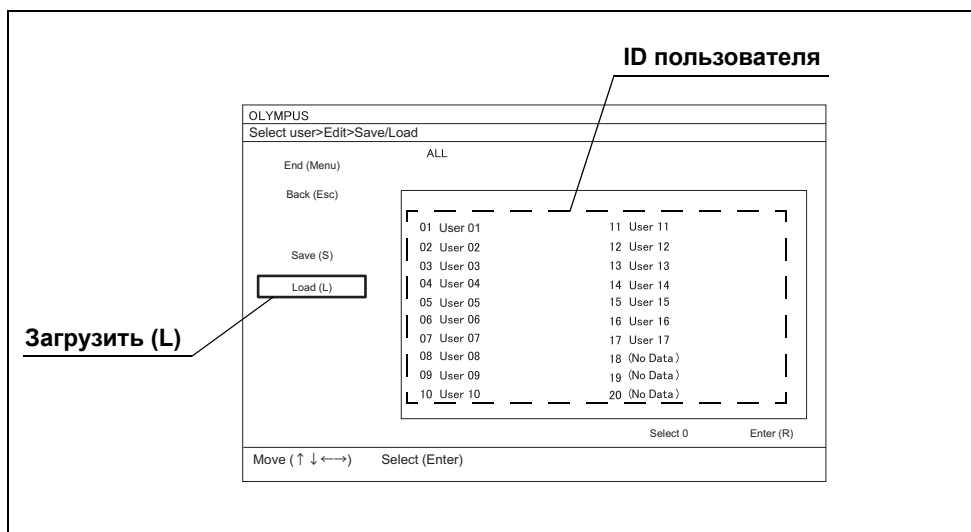 ID пользователя
OLYMPUS
Select user>Edit>Save/Load
ALL
End (Menu)
Back (Esc)
Save (S)
Load (L)
Загрузить (L)
01 User 01
02 User 02
03 User 03
04 User 04
05 User 05
06 User 06
07 User 07
08 User 08
09 User 09
10 User 10
11 User 11
12 User 12
13 User 13
14 User 14
15 User 15
16 User 16
17 User 17
18 (No Data)
19 (No Data)
20 (No Data)
Select 0 Enter (R)
Move (↑↓←→) Select (Enter)